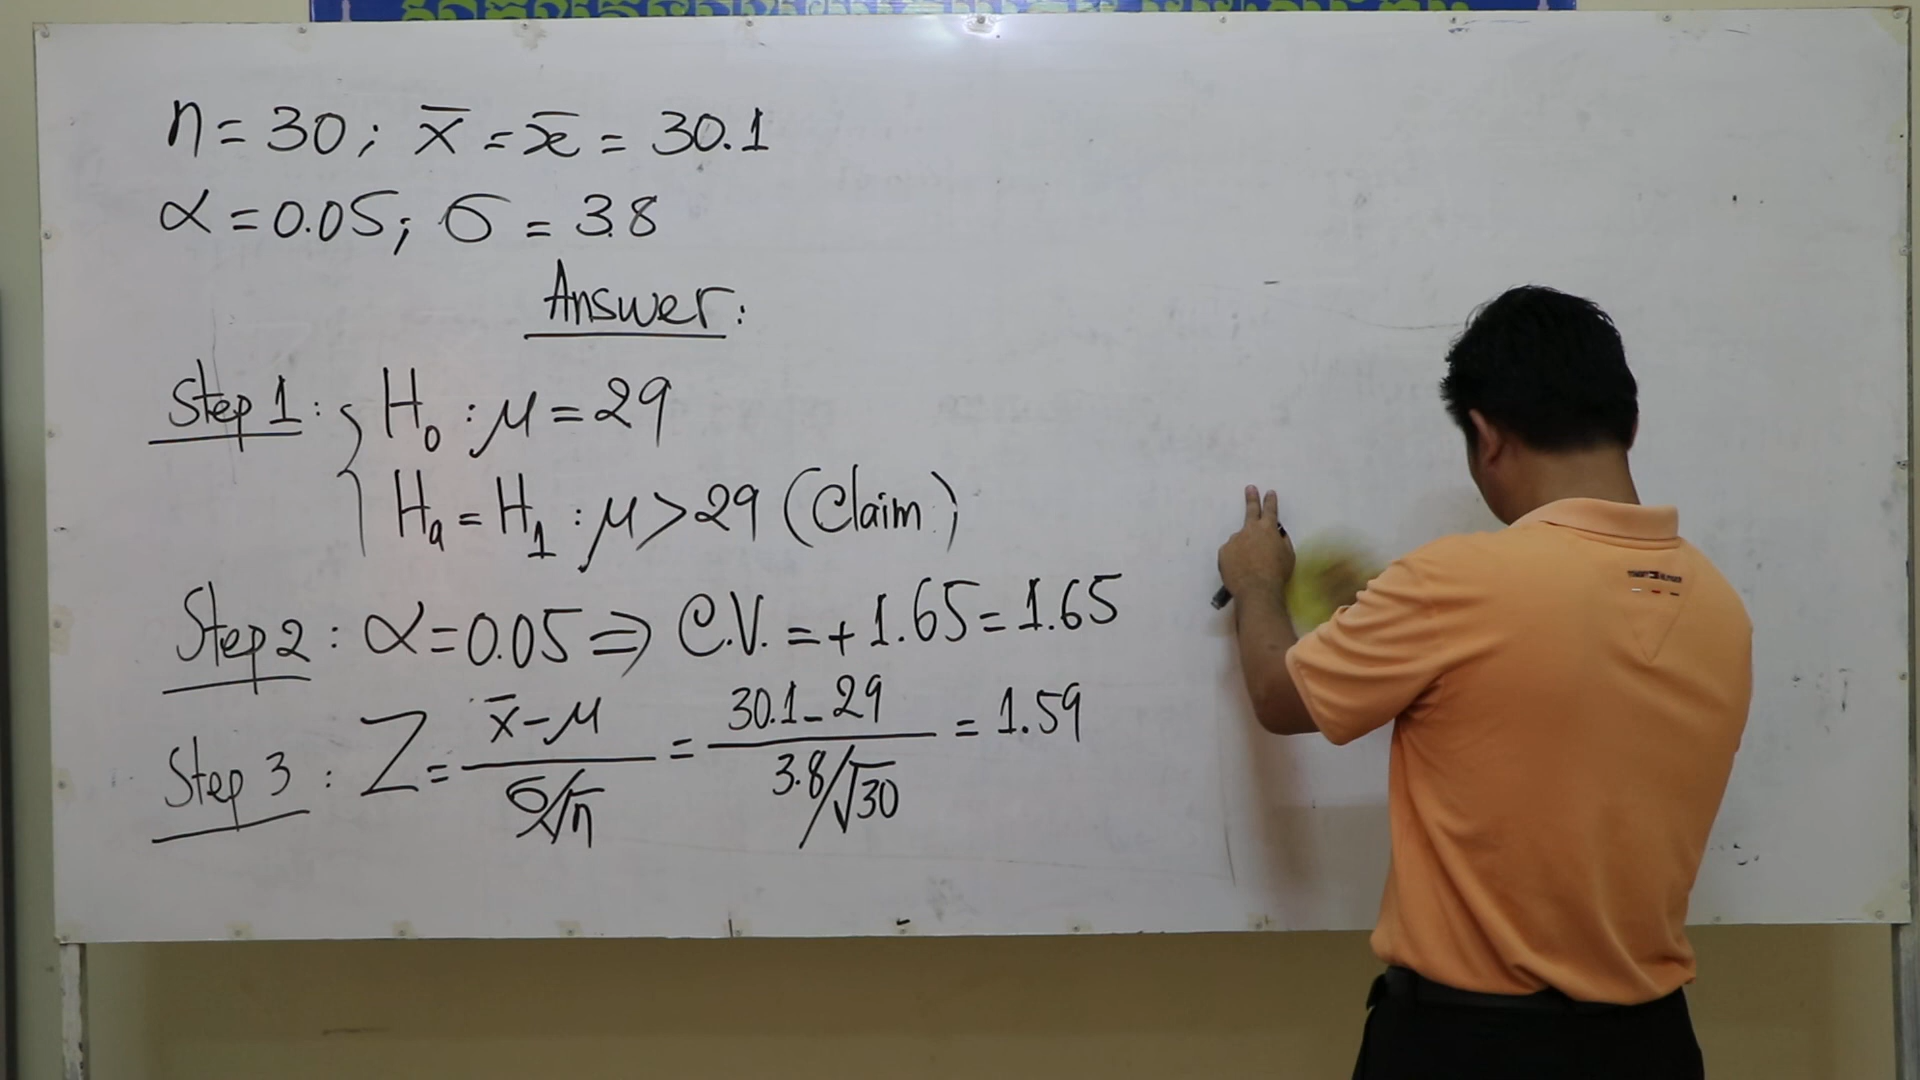 n = 30 ; x̄ = x̄ = 30.1
α = 0.05 ; σ = 3.8
Answer :
Step 1 : { H₀ : μ = 29
Hₐ = H₁ : μ > 29 (Claim)
Step 2 : α = 0.05 ⇒ C.V. = + 1.65 = 1.65
Step 3 : Z = (x̄ - μ) / (σ/√n) = (30.1 - 29) / (3.8/√30) = 1.59